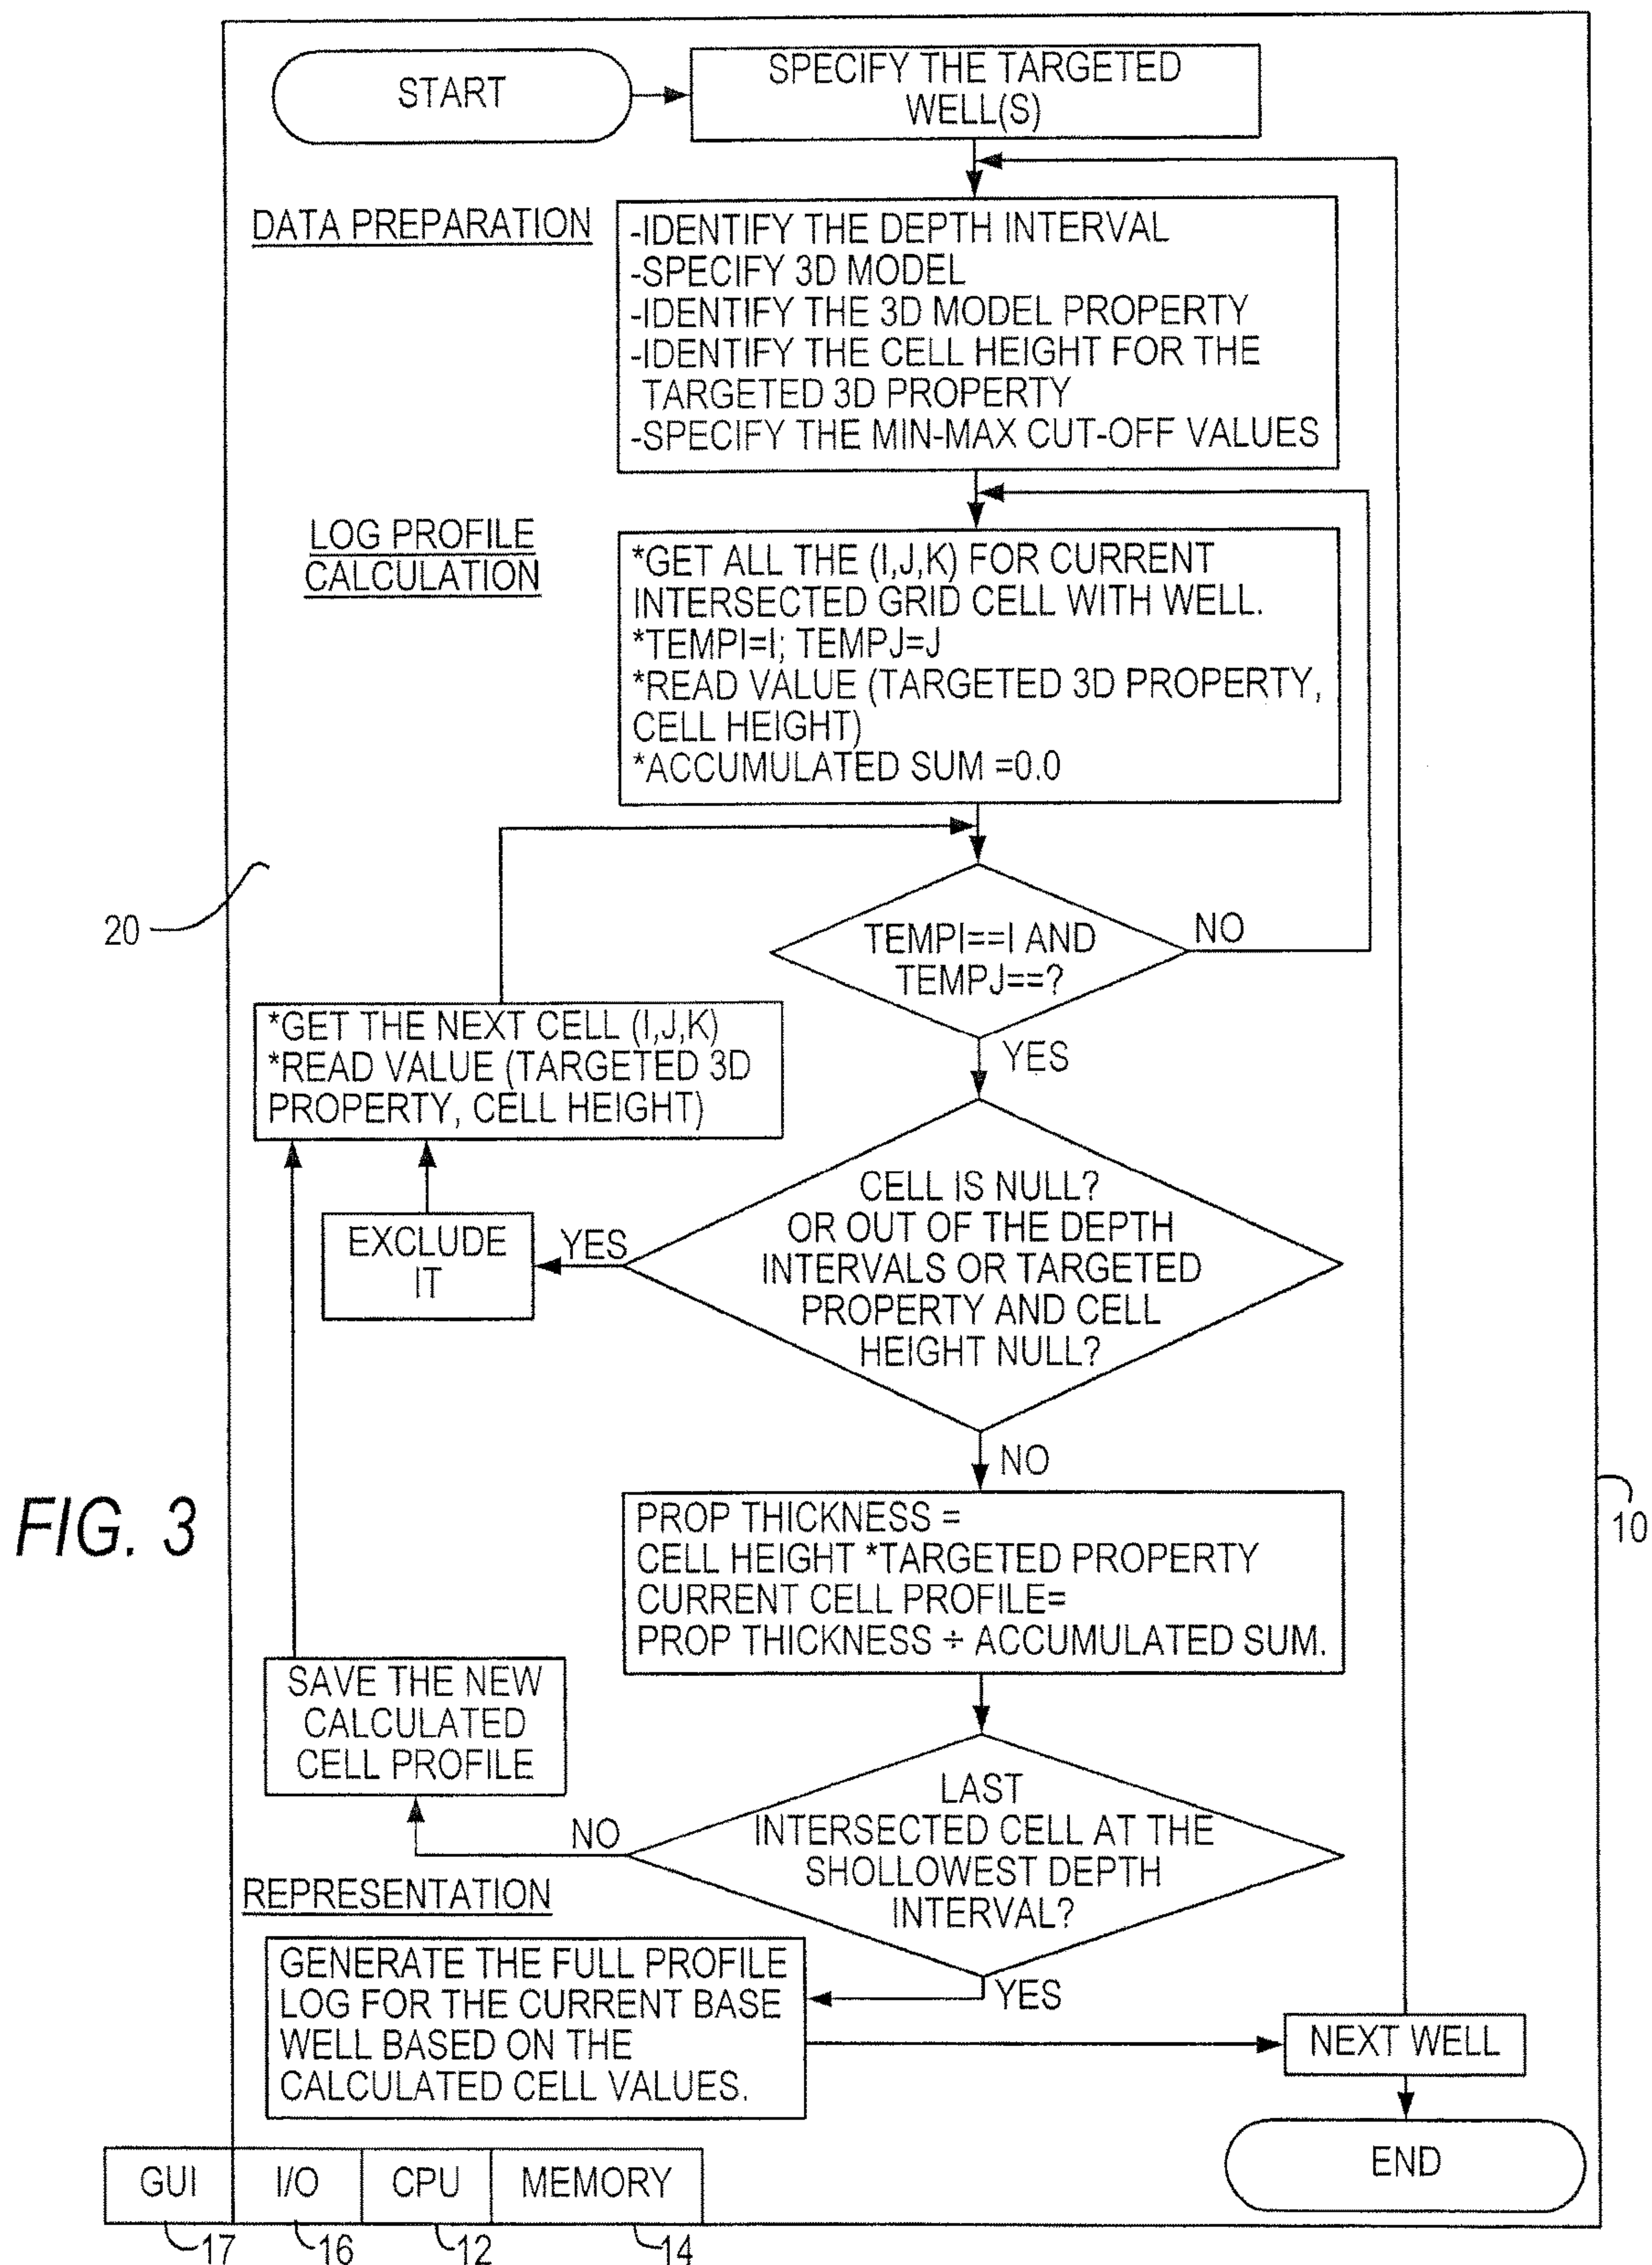 START
SPECIFY THE TARGETED
WELL(S)
DATA PREPARATION
-IDENTIFY THE DEPTH INTERVAL
-SPECIFY 3D MODEL
-IDENTIFY THE 3D MODEL PROPERTY
-IDENTIFY THE CELL HEIGHT FOR THE
TARGETED 3D PROPERTY
-SPECIFY THE MIN-MAX CUT-OFF VALUES
LOG PROFILE
CALCULATION
*GET ALL THE (I,J,K) FOR CURRENT
INTERSECTED GRID CELL WITH WELL.
*TEMPI=I; TEMPJ=J
*READ VALUE (TARGETED 3D PROPERTY,
CELL HEIGHT)
*ACCUMULATED SUM =0.0
20
TEMPI==I AND
TEMPJ==?
NO
YES
*GET THE NEXT CELL (I,J,K)
*READ VALUE (TARGETED 3D
PROPERTY, CELL HEIGHT)
CELL IS NULL?
OR OUT OF THE DEPTH
INTERVALS OR TARGETED
PROPERTY AND CELL
HEIGHT NULL?
YES
EXCLUDE
IT
NO
FIG. 3
PROP THICKNESS =
CELL HEIGHT *TARGETED PROPERTY
CURRENT CELL PROFILE=
PROP THICKNESS ÷ ACCUMULATED SUM.
10
SAVE THE NEW
CALCULATED
CELL PROFILE
LAST
INTERSECTED CELL AT THE
SHOLLOWEST DEPTH
INTERVAL?
NO
YES
REPRESENTATION
GENERATE THE FULL PROFILE
LOG FOR THE CURRENT BASE
WELL BASED ON THE
CALCULATED CELL VALUES.
NEXT WELL
END
GUI I/O CPU MEMORY
17 16 12 14